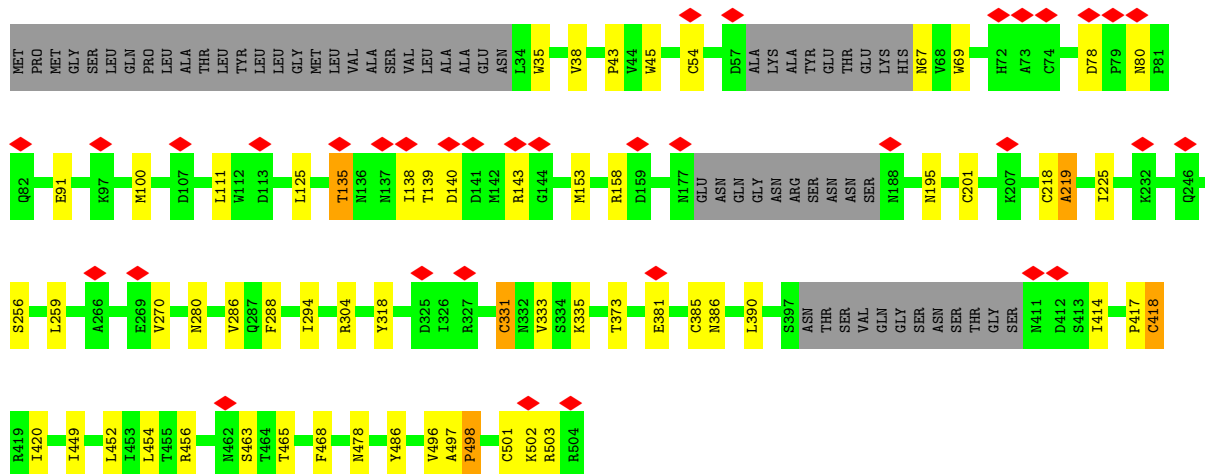 MET PRO MET GLY SER LEU GLN PRO LEU ALA THR LEU TYR LEU LEU GLY MET LEU VAL ALA SER VAL LEU ALA ALA GLU ASN L34 W35 V38 P43 V44 W45 C54 D57 ALA LYS ALA TYR GLU THR GLU LYS HIS N67 V68 W69 H72 A73 C74 D78 P79 N80 P81
Q82 E91 K97 M100 D107 L111 W112 D113 L125 T135 N136 N137 I138 T139 D140 D141 M142 R143 G144 M153 R158 D159 N177 GLU ASN GLN GLY ASN ARG SER ASN ASN SER N188 N195 C201 K207 C218 A219 I225 K232 Q246
S256 L259 A266 E269 V270 N280 V286 Q287 F288 I294 R304 Y318 D325 I326 R327 C331 N332 V333 S334 K335 T373 E381 C385 N386 L390 S397 ASN THR SER VAL GLN GLY SER ASN SER THR GLY SER N411 D412 S413 I414 P417 C418
R419 I420 I449 L452 I453 L454 T455 R456 N462 S463 T464 T465 F468 N478 Y486 V496 A497 P498 C501 K502 R503 R504